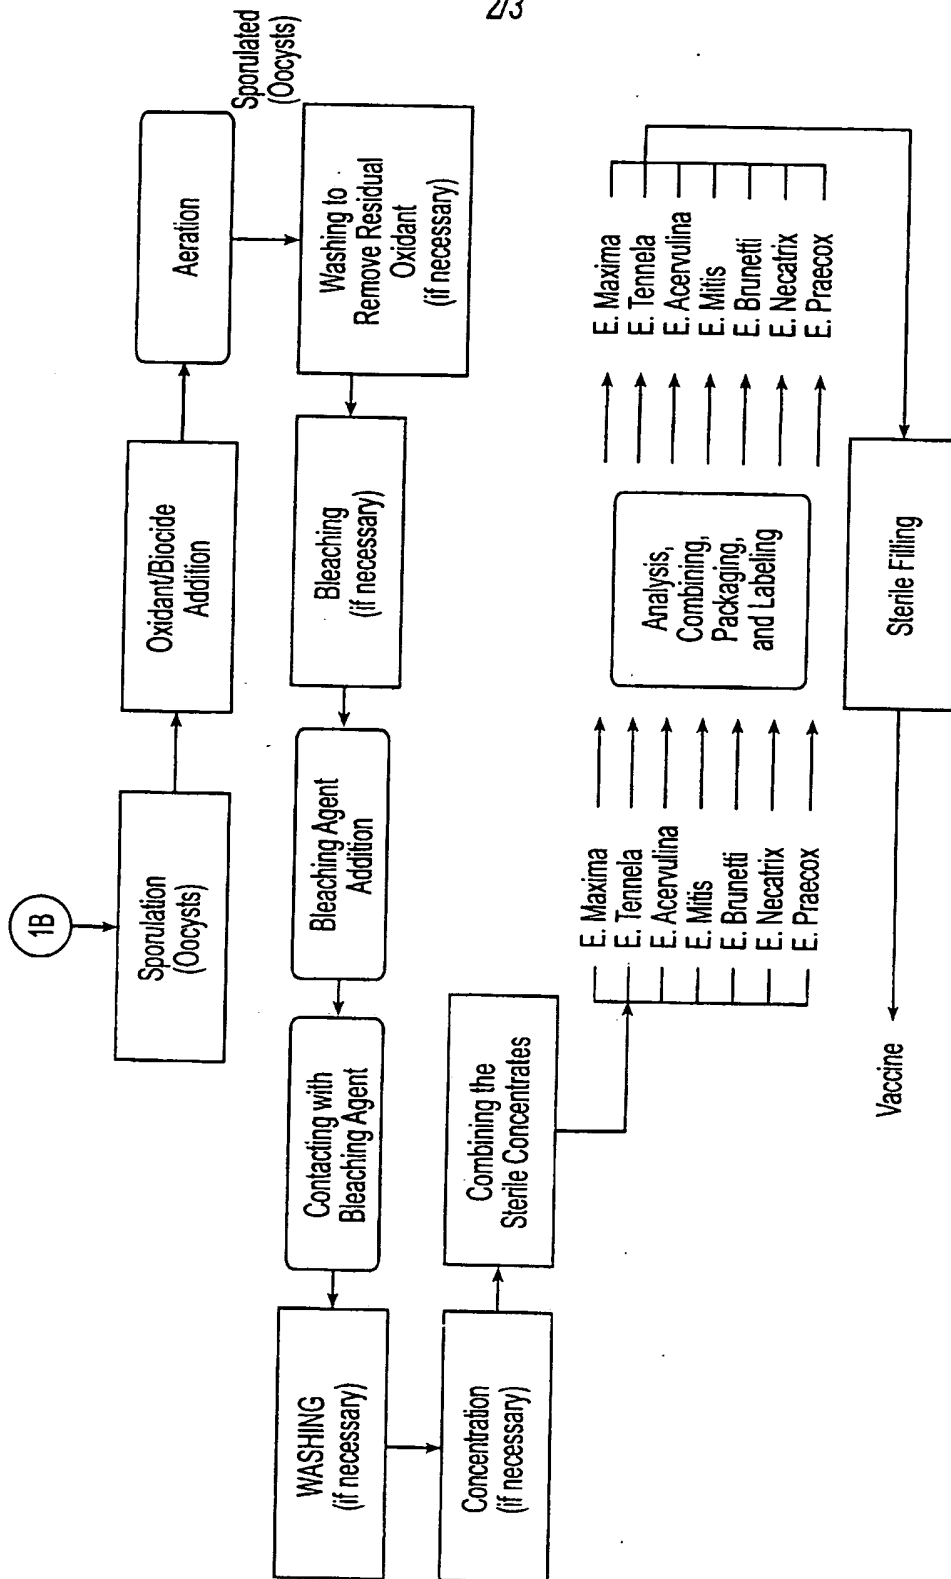 2/3
1B
Sporulation
(Oocysts)
Oxidant/Biocide
Addition
Aeration
Sporulated
(Oocysts)
Washing to
Remove Residual
Oxidant
(if necessary)
Bleaching
(if necessary)
Bleaching Agent
Addition
Contacting with
Bleaching Agent
WASHING
(if necessary)
Concentration
(if necessary)
Combining the
Sterile Concentrates
E. Maxima
E. Tennela
E. Acervulina
E. Mitis
E. Brunetti
E. Necatrix
E. Praecox
Analysis,
Combining,
Packaging,
and Labeling
E. Maxima
E. Tennela
E. Acervulina
E. Mitis
E. Brunetti
E. Necatrix
E. Praecox
Sterile Filling
Vaccine